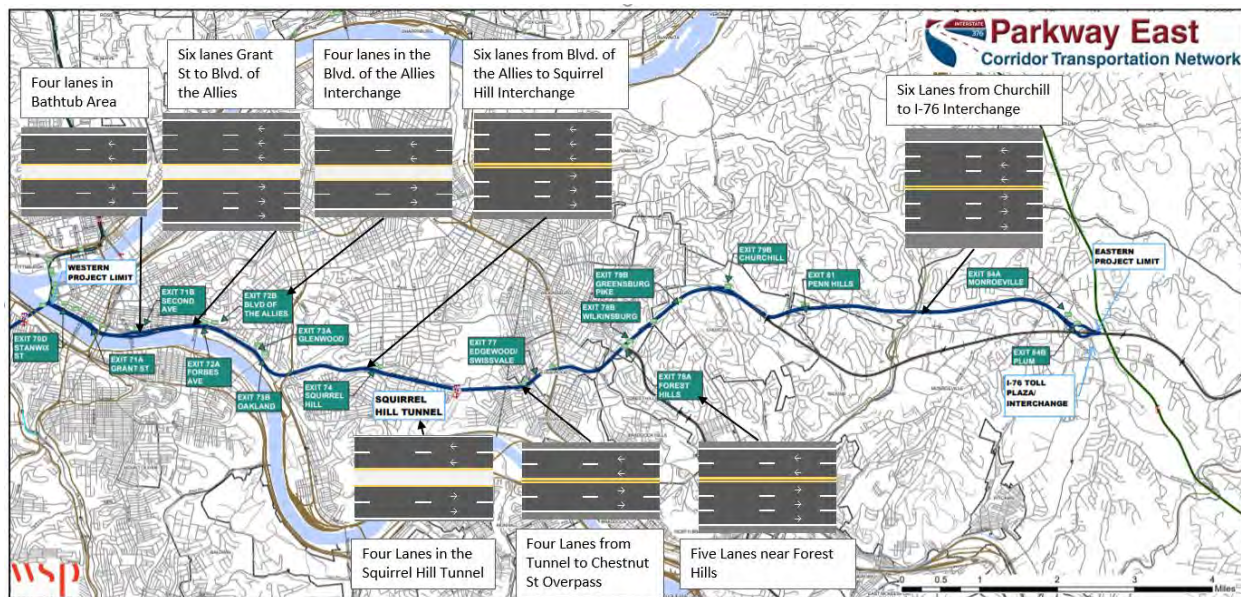 INTERSTATE
376
Parkway East
Corridor Transportation Network
Four lanes in
Bathtub Area
Six lanes Grant
St to Blvd. of
the Allies
Four lanes in the
Blvd. of the Allies
Interchange
Six lanes from Blvd. of
the Allies to Squirrel
Hill Interchange
Six Lanes from Churchill
to I-76 Interchange
WESTERN
PROJECT LIMIT
EXIT 70D
STANWIX
ST
EXIT 71A
GRANT ST
EXIT 71B
SECOND
AVE
EXIT 72A
FORBES
AVE
EXIT 72B
BLVD OF
THE ALLIES
EXIT 73A
GLENWOOD
EXIT 73B
OAKLAND
EXIT 74
SQUIRREL
HILL
SQUIRREL
HILL TUNNEL
EXIT 77
EDGEWOOD/
SWISSVALE
EXIT 78B
GREENSBURG
PIKE
EXIT 78B
WILKINSBURG
EXIT 78A
FOREST
HILLS
EXIT 79B
CHURCHILL
EXIT 81
PENN HILLS
EXIT 84A
MONROEVILLE
EXIT 84B
PLUM
EASTERN
PROJECT LIMIT
I-76 TOLL
PLAZA/
INTERCHANGE
Four Lanes in the
Squirrel Hill Tunnel
Four Lanes from
Tunnel to Chestnut
St Overpass
Five Lanes near Forest
Hills
wsp
0 0.5 1 2 3 4
Miles